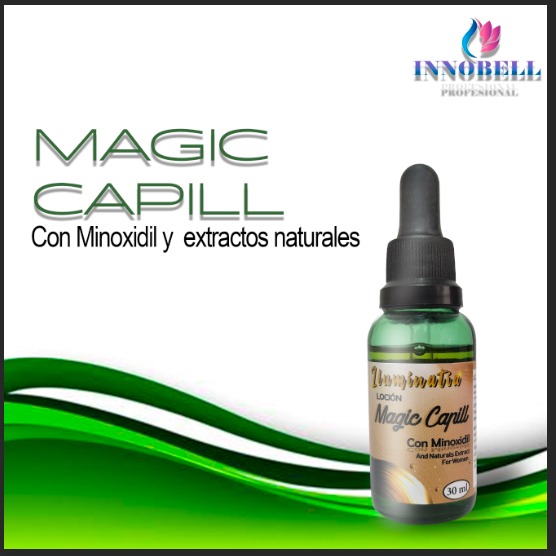 INNOBELL
PROFESIONAL
MAGIC
CAPILL
Con Minoxidil y extractos naturales
Iluminatia
LOCIÓN
Magic Capill
Con Minoxidil
And Naturals Extract
For Women
30 ml